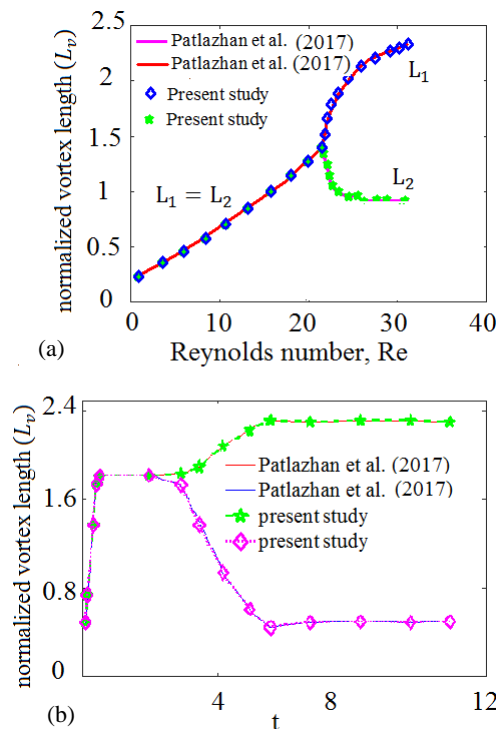 (a)
normalized vortex length (Lᵥ)
2.5
2
1.5
1
0.5
0
Patlazhan et al. (2017)
Patlazhan et al. (2017)
Present study
Present study
L₁
L₁ = L₂
L₂
0 10 20 30 40
Reynolds number, Re
(b)
normalized vortex length (Lᵥ)
2.4
1.6
0.8
0
Patlazhan et al. (2017)
Patlazhan et al. (2017)
present study
present study
4 8 12
t